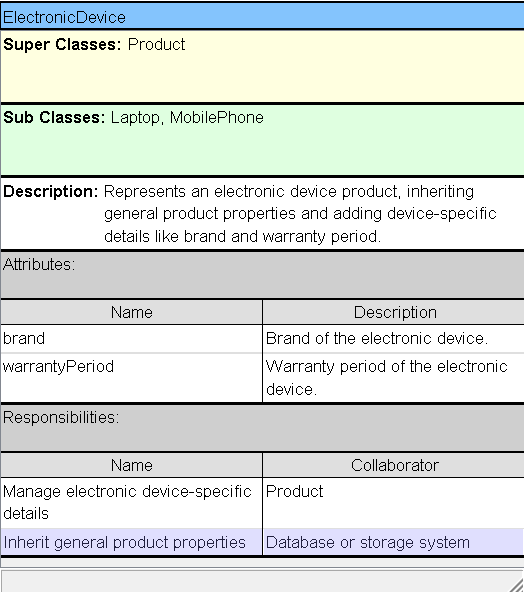 ElectronicDevice
Super Classes: Product
Sub Classes: Laptop, MobilePhone
Description: Represents an electronic device product, inheriting
general product properties and adding device-specific
details like brand and warranty period.
Attributes:
Name Description
brand Brand of the electronic device.
warrantyPeriod Warranty period of the electronic
device.
Responsibilities:
Name Collaborator
Manage electronic device-specific Product
details
Inherit general product properties Database or storage system